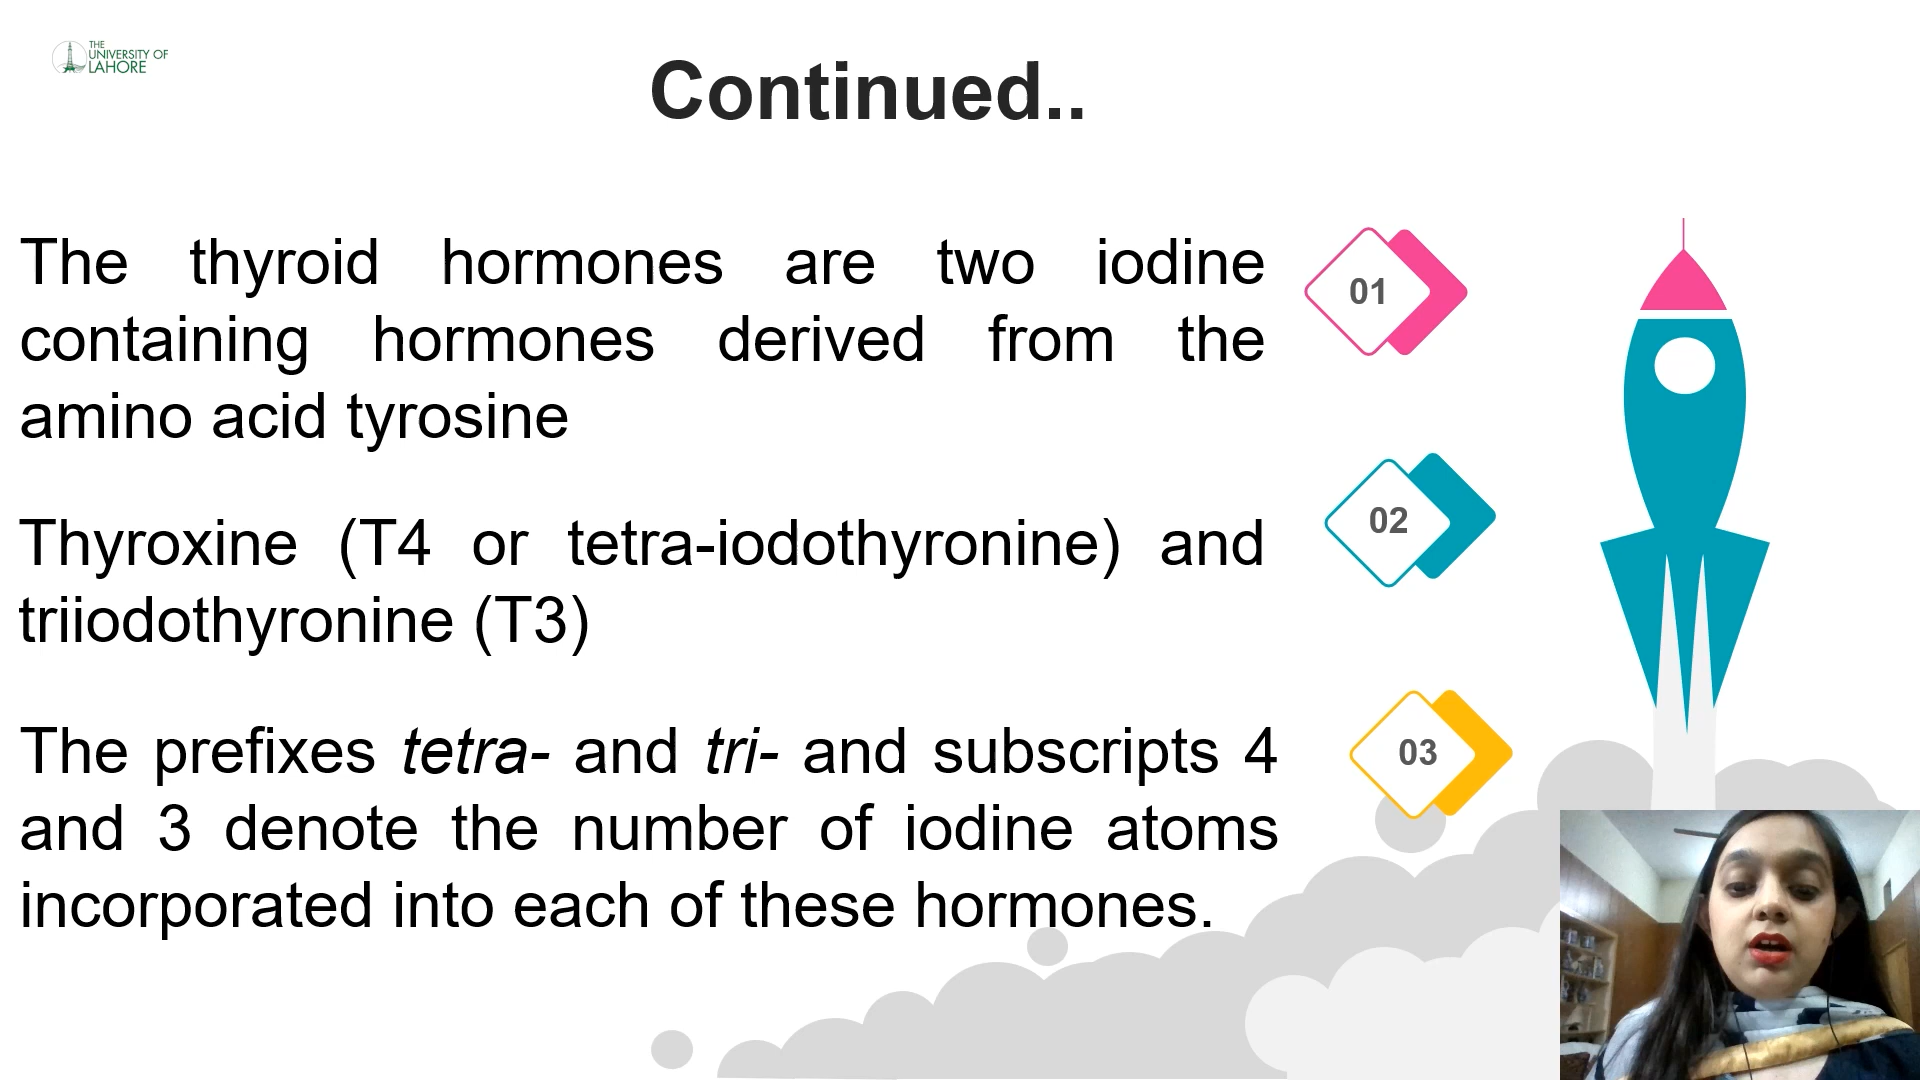 THE
UNIVERSITY OF
LAHORE
Continued..
The thyroid hormones are two iodine
containing hormones derived from the
amino acid tyrosine
01
Thyroxine (T4 or tetra-iodothyronine) and
triiodothyronine (T3)
02
The prefixes tetra- and tri- and subscripts 4
and 3 denote the number of iodine atoms
incorporated into each of these hormones.
03